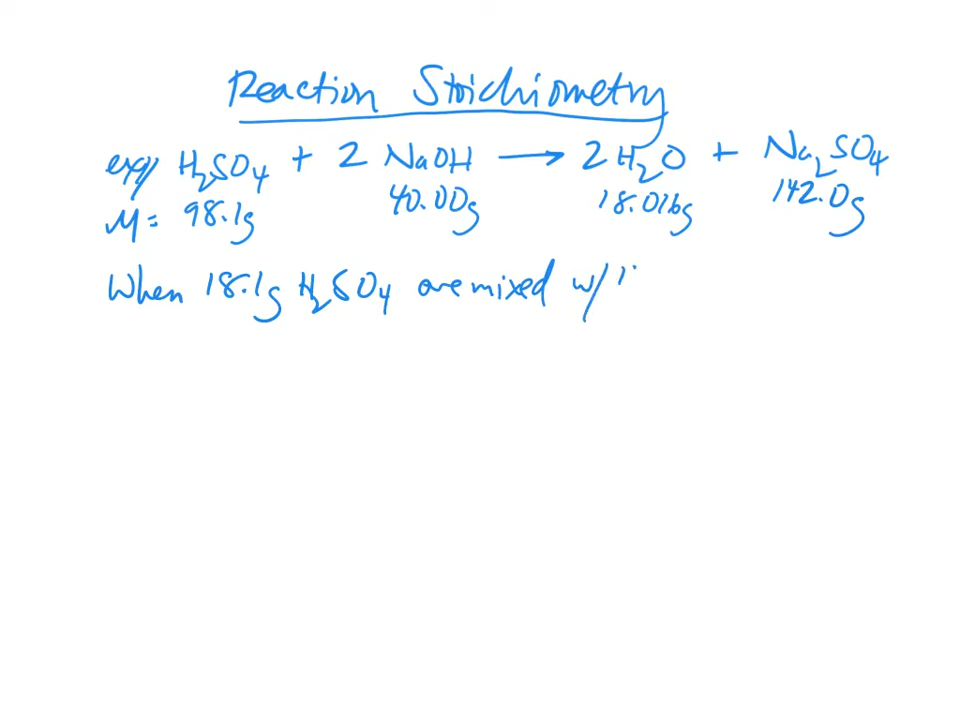 Reaction Stoichiometry
exp/ H₂SO₄ + 2 NaOH → 2 H₂O + Na₂SO₄
M = 98.1g 40.00g 18.016g 142.0g
When 18.1g H₂SO₄ are mixed w/